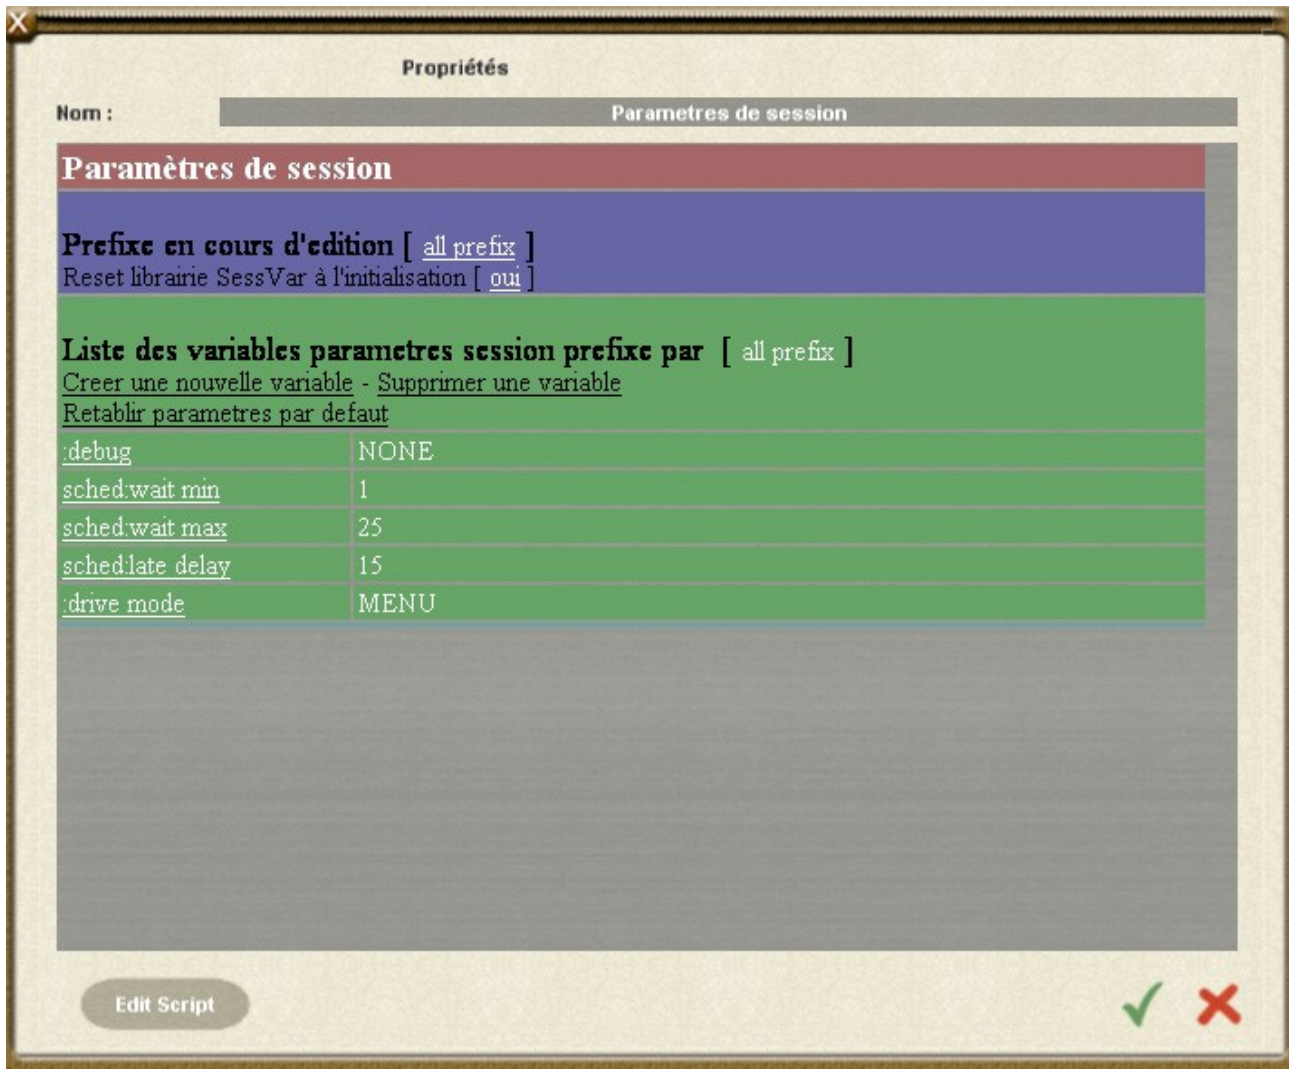 X
Propriétés
Nom : Parametres de session
Paramètres de session
Prefixe en cours d'edition [ all prefix ]
Reset librairie SessVar à l'initialisation [ oui ]
Liste des variables parametres session prefixe par [ all prefix ]
Creer une nouvelle variable - Supprimer une variable
Retablir parametres par defaut
:debug NONE
sched:wait min 1
sched:wait max 25
sched:late delay 15
:drive mode MENU
Edit Script